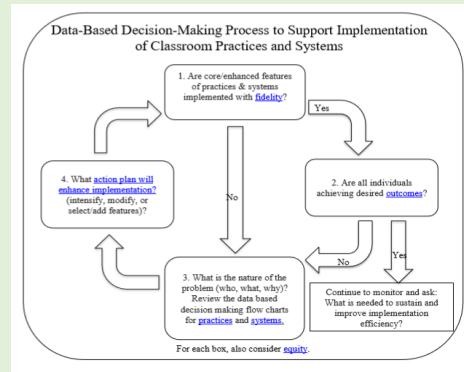 Data-Based Decision-Making Process to Support Implementation
of Classroom Practices and Systems
1. Are core/enhanced features
of practices & systems
implemented with fidelity?
Yes
4. What action plan will
enhance implementation?
(intensify, modify, or
select/add features)?
No
2. Are all individuals
achieving desired outcomes?
3. What is the nature of the
problem (who, what, why)?
Review the data based
decision making flow charts
for practices and systems.
No
Yes
Continue to monitor and ask:
What is needed to sustain and
improve implementation
efficiency?
For each box, also consider equity.